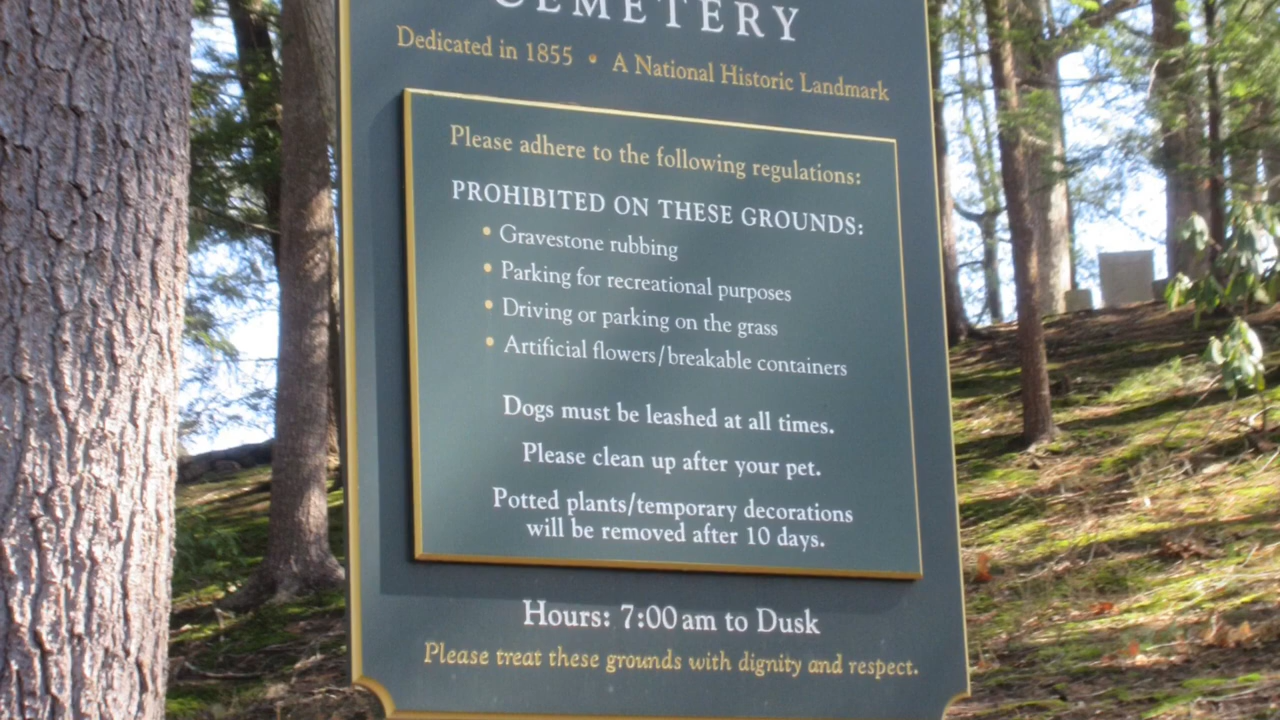 CEMETERY
Dedicated in 1855 • A National Historic Landmark
Please adhere to the following regulations:
PROHIBITED ON THESE GROUNDS:
• Gravestone rubbing
• Parking for recreational purposes
• Driving or parking on the grass
• Artificial flowers/breakable containers
Dogs must be leashed at all times.
Please clean up after your pet.
Potted plants/temporary decorations
will be removed after 10 days.
Hours: 7:00 am to Dusk
Please treat these grounds with dignity and respect.